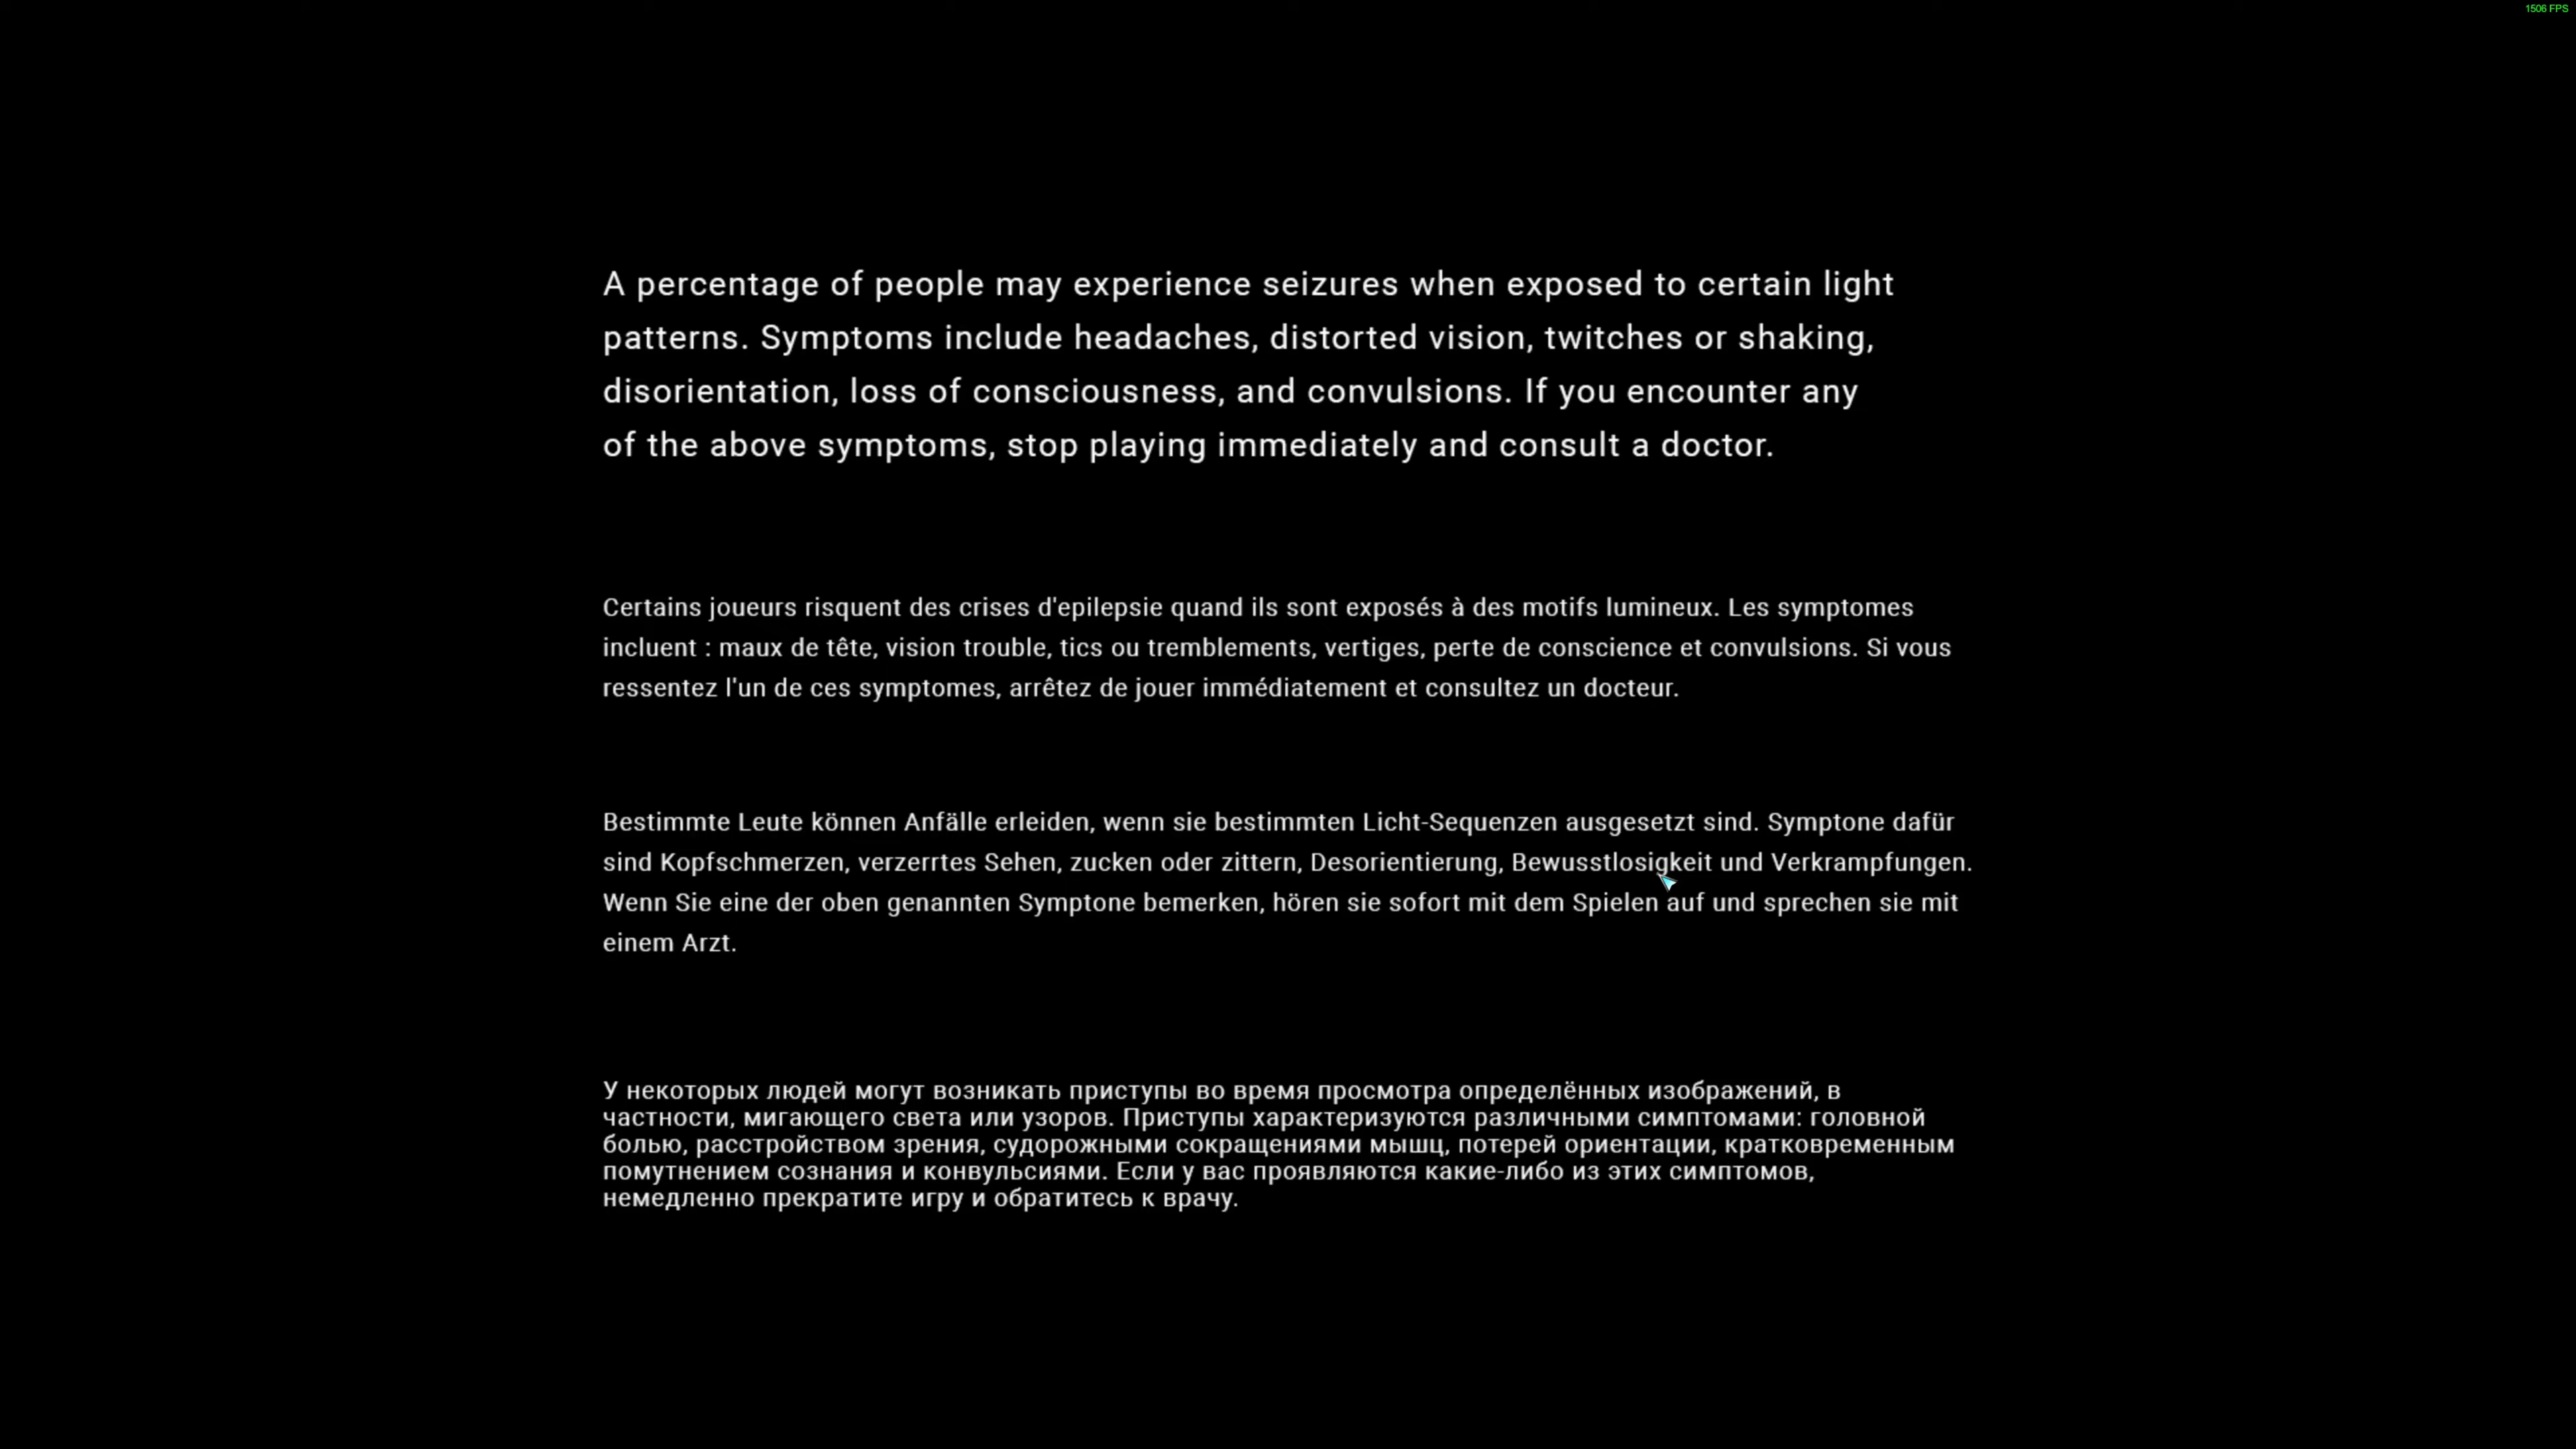 1506 FPS
A percentage of people may experience seizures when exposed to certain light
patterns. Symptoms include headaches, distorted vision, twitches or shaking,
disorientation, loss of consciousness, and convulsions. If you encounter any
of the above symptoms, stop playing immediately and consult a doctor.
Certains joueurs risquent des crises d'epilepsie quand ils sont exposés à des motifs lumineux. Les symptomes
incluent : maux de tête, vision trouble, tics ou tremblements, vertiges, perte de conscience et convulsions. Si vous
ressentez l'un de ces symptomes, arrêtez de jouer immédiatement et consultez un docteur.
Bestimmte Leute können Anfälle erleiden, wenn sie bestimmten Licht-Sequenzen ausgesetzt sind. Symptone dafür
sind Kopfschmerzen, verzerrtes Sehen, zucken oder zittern, Desorientierung, Bewusstlosigkeit und Verkrampfungen.
Wenn Sie eine der oben genannten Symptone bemerken, hören sie sofort mit dem Spielen auf und sprechen sie mit
einem Arzt.
У некоторых людей могут возникать приступы во время просмотра определённых изображений, в
частности, мигающего света или узоров. Приступы характеризуются различными симптомами: головной
болью, расстройством зрения, судорожными сокращениями мышц, потерей ориентации, кратковременным
помутнением сознания и конвульсиями. Если у вас проявляются какие-либо из этих симптомов,
немедленно прекратите игру и обратитесь к врачу.